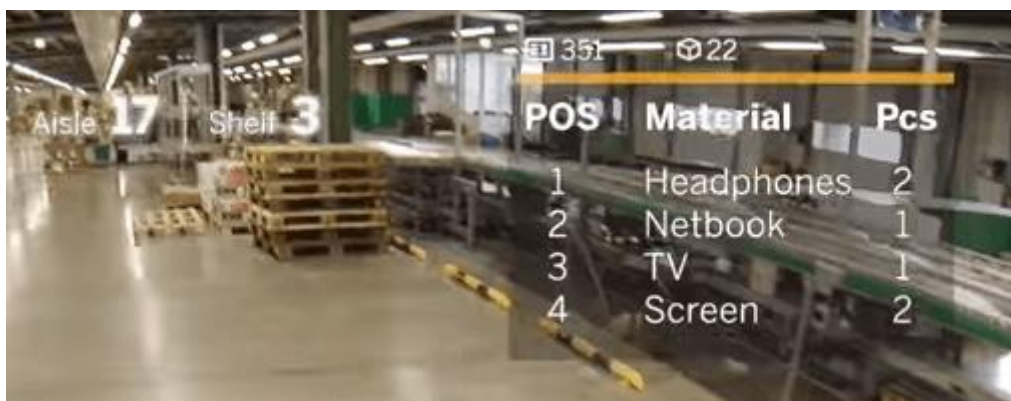 351 22
Aisle 17 Shelf 3
POS Material Pcs
1 Headphones 2
2 Netbook 1
3 TV 1
4 Screen 2